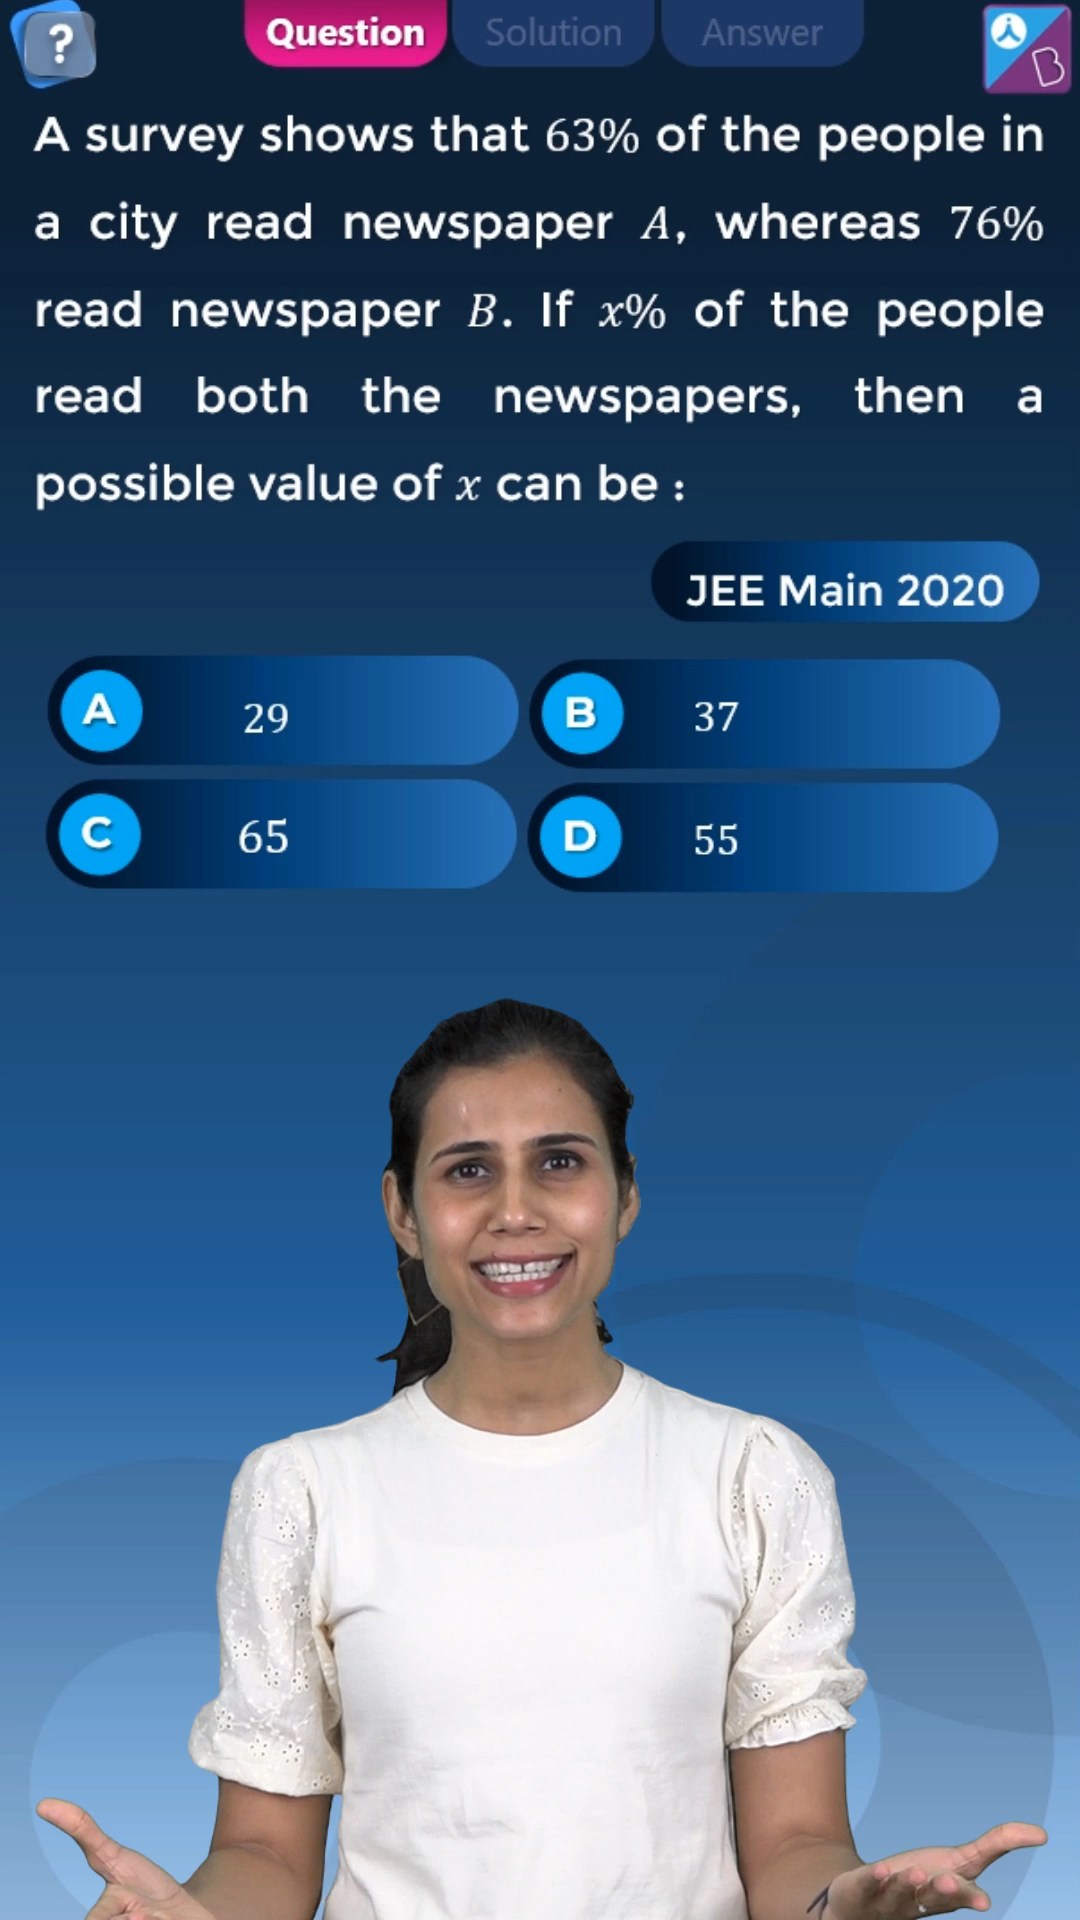 ?
Question
Solution
Answer
B
A survey shows that 63% of the people in
a city read newspaper A, whereas 76%
read newspaper B. If x% of the people
read both the newspapers, then a
possible value of x can be :
JEE Main 2020
A 29
B 37
C 65
D 55